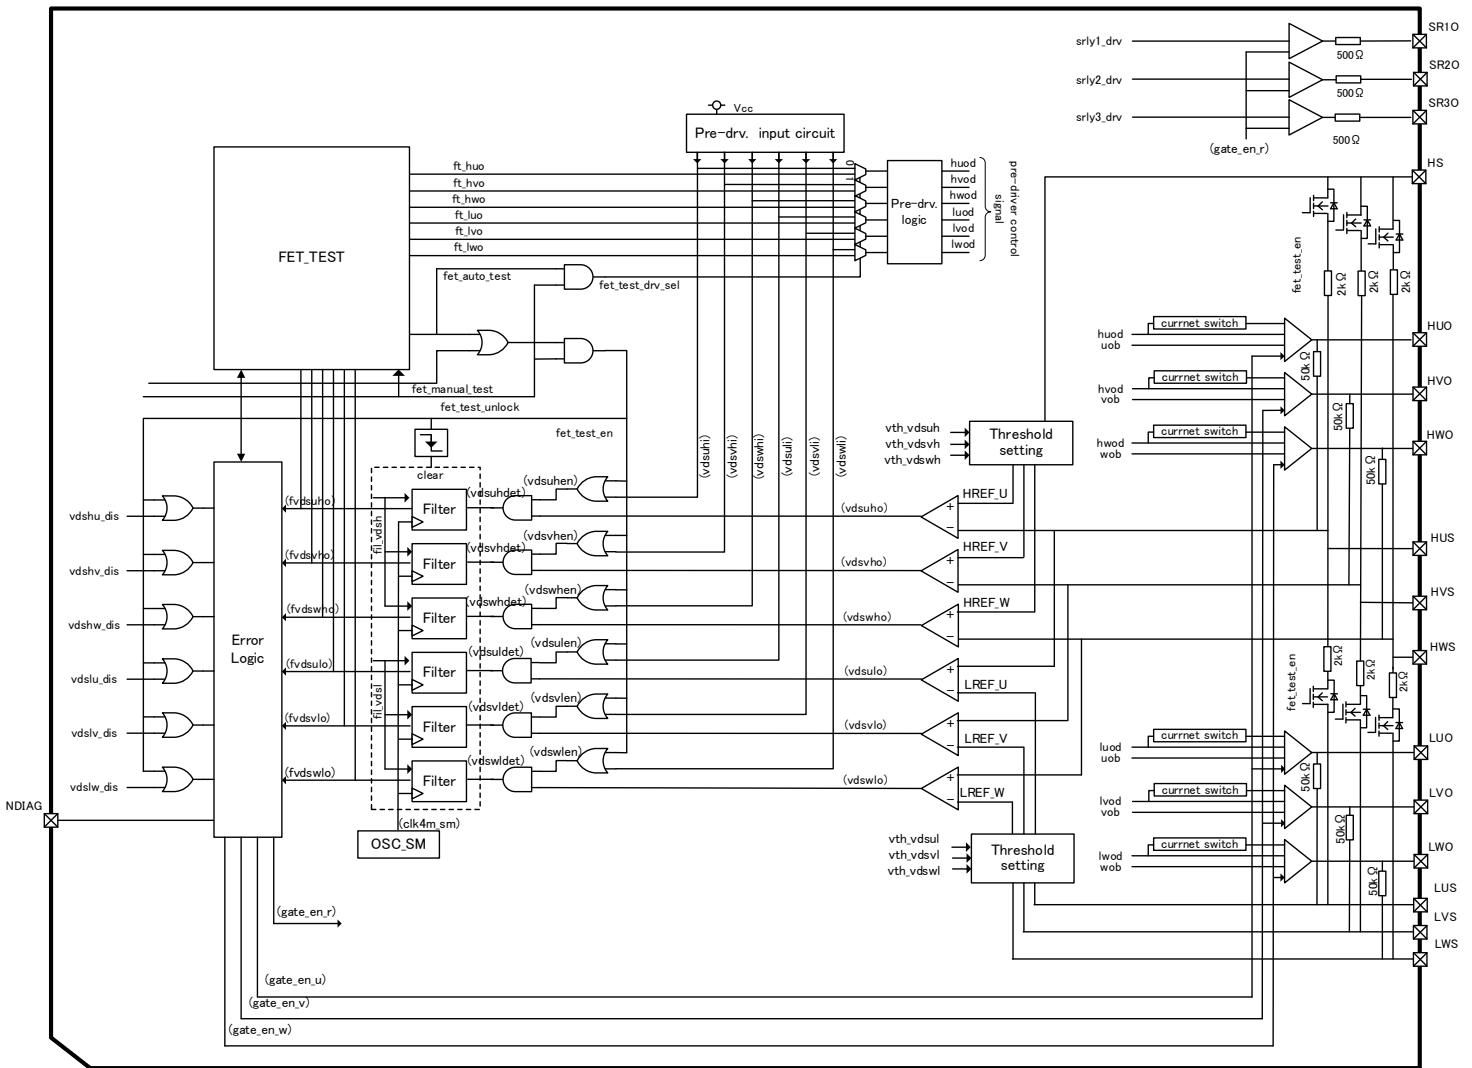 SR1O
srly1_drv
500Ω
SR2O
srly2_drv
500Ω
SR3O
srly3_drv
500Ω
(gate_en_r)
Vcc
Pre-drv. input circuit
HS
FET_TEST
ft_huo
ft_hvo
ft_hwo
ft_luo
ft_lvo
ft_lwo
0
1
Pre-drv.
logic
huod
hvod
hwod
luod
lvod
lwod
pre-driver control
signal
fet_auto_test
fet_test_drv_sel
fet_test_en
2kΩ
2kΩ
2kΩ
fet_manual_test
fet_test_unlock
fet_test_en
clear
currnet switch
huod
uob
HUO
50kΩ
currnet switch
hvod
vob
HVO
50kΩ
currnet switch
hwod
wob
HWO
50kΩ
(vdsuhi)
(vdsvhi)
(vdswhi)
(vdsuli)
(vdsvli)
(vdswli)
vth_vdsuh
vth_vdsvh
vth_vdswh
Threshold
setting
vdshu_dis
vdshv_dis
vdshw_dis
vdslu_dis
vdslv_dis
vdslw_dis
Error
Logic
(fvdsuho)
(fvdsvho)
(fvdswho)
(fvdsulo)
(fvdsvlo)
(fvdswlo)
fil_vdsh
fil_vdsl
Filter
Filter
Filter
Filter
Filter
Filter
(vdsuhdet)
(vdsvhdet)
(vdswhdet)
(vdsuldet)
(vdsvldet)
(vdswldet)
(vdsuhen)
(vdsvhen)
(vdswhen)
(vdsulen)
(vdsvlen)
(vdswlen)
(vdsuho)
(vdsvho)
(vdswho)
(vdsulo)
(vdsvlo)
(vdswlo)
+
−
HREF_U
+
−
HREF_V
+
−
HREF_W
+
−
LREF_U
+
−
LREF_V
+
−
LREF_W
HUS
HVS
HWS
fet_test_en
2kΩ
2kΩ
2kΩ
NDIAG
(clk4m_sm)
OSC_SM
vth_vdsul
vth_vdsvl
vth_vdswl
Threshold
setting
currnet switch
luod
uob
LUO
50kΩ
currnet switch
lvod
vob
LVO
50kΩ
currnet switch
lwod
wob
LWO
50kΩ
LUS
LVS
LWS
(gate_en_r)
(gate_en_u)
(gate_en_v)
(gate_en_w)